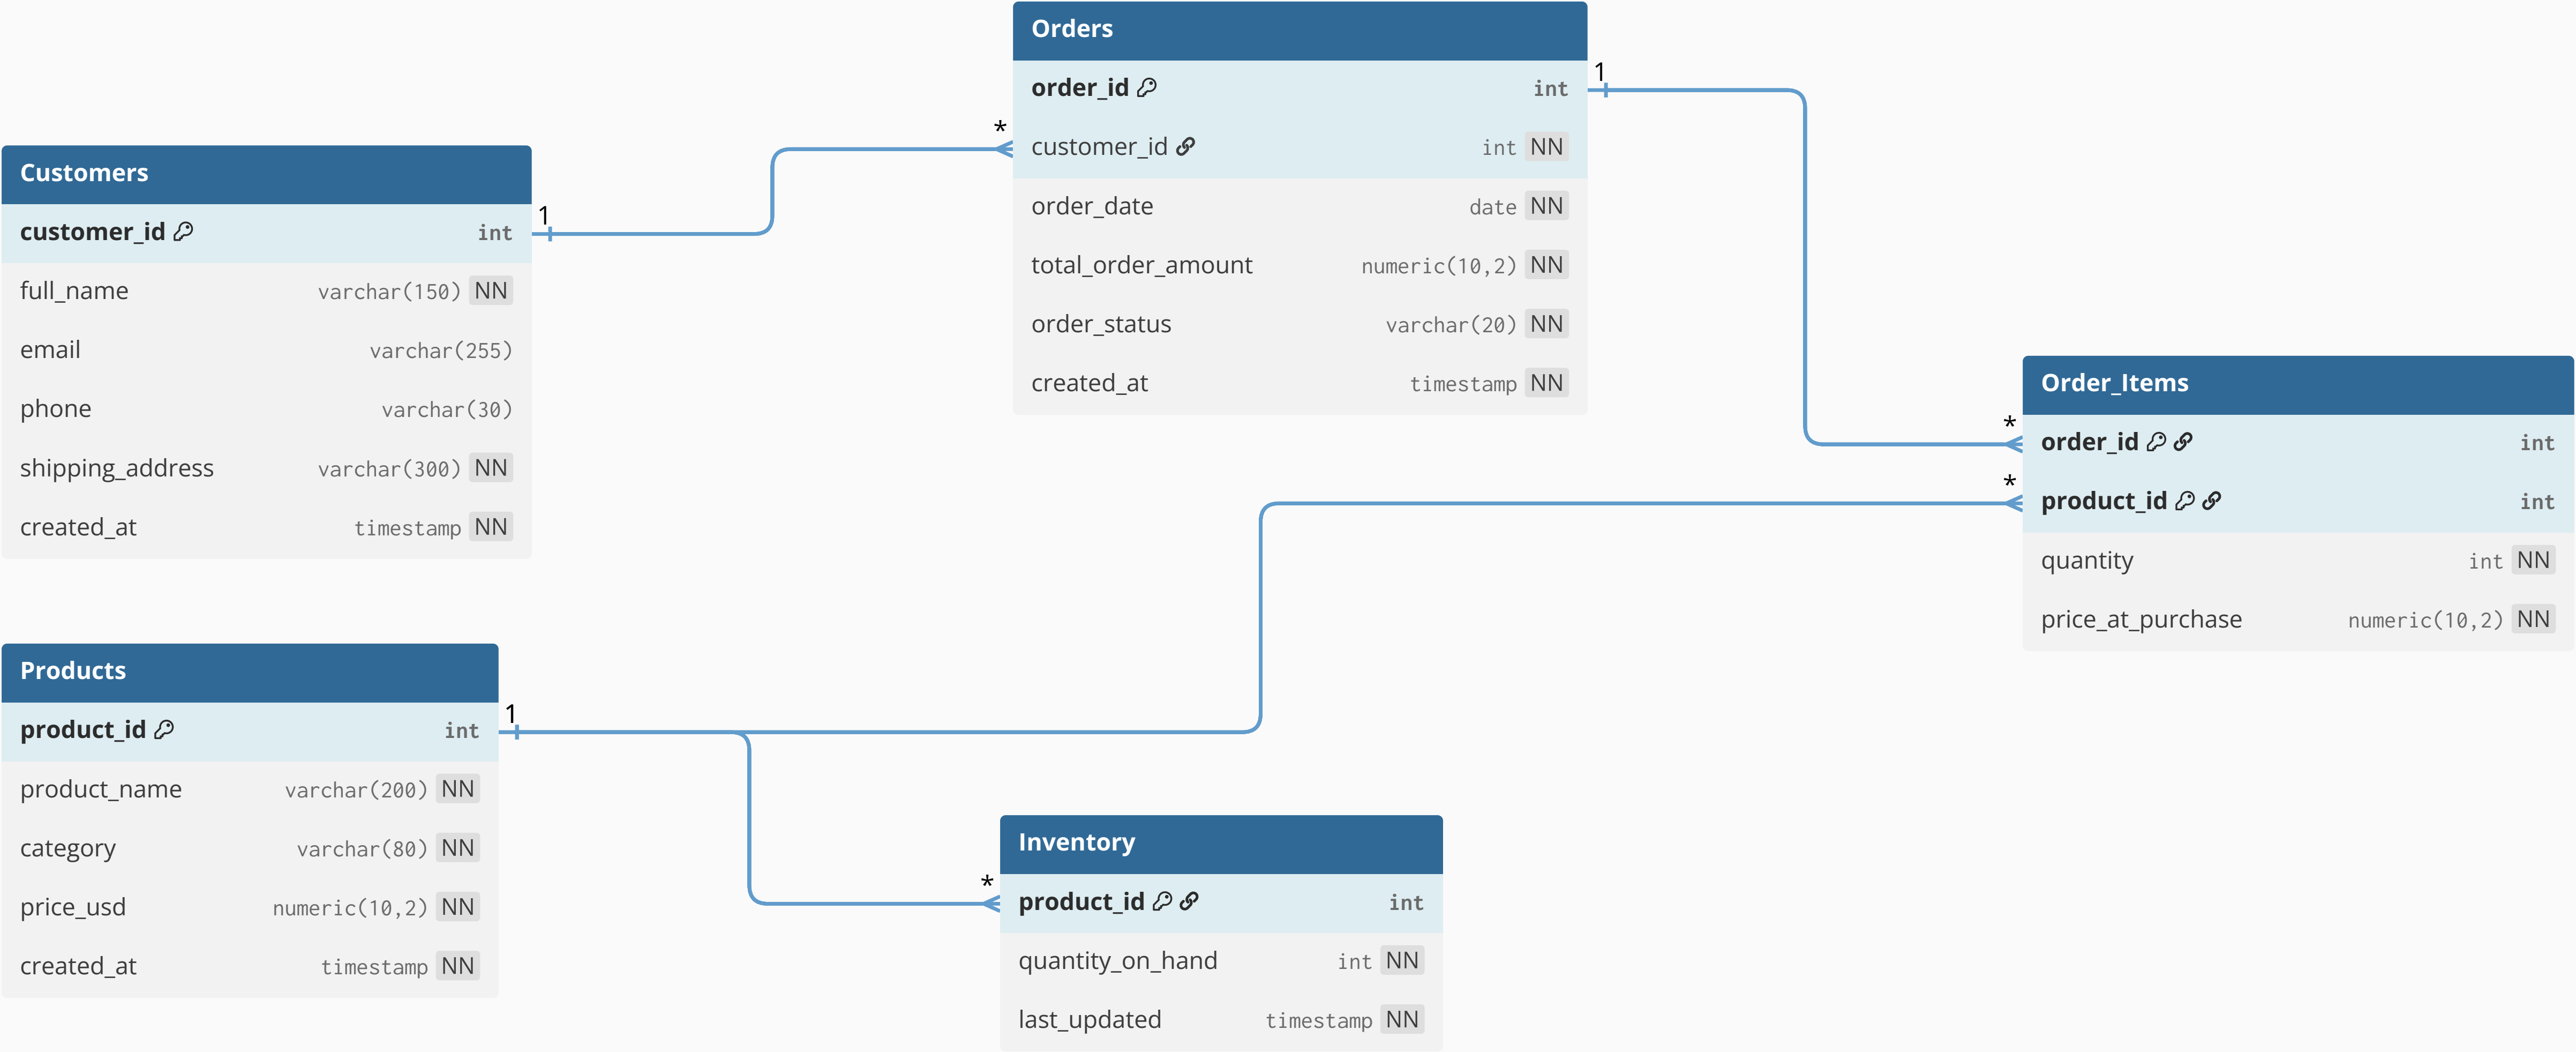 Orders
order_id int
customer_id int NN
order_date date NN
total_order_amount numeric(10,2) NN
order_status varchar(20) NN
created_at timestamp NN
1
*
Customers
customer_id int
full_name varchar(150) NN
email varchar(255)
phone varchar(30)
shipping_address varchar(300) NN
created_at timestamp NN
1
Order_Items
order_id int
product_id int
quantity int NN
price_at_purchase numeric(10,2) NN
*
*
Products
product_id int
product_name varchar(200) NN
category varchar(80) NN
price_usd numeric(10,2) NN
created_at timestamp NN
1
Inventory
product_id int
quantity_on_hand int NN
last_updated timestamp NN
*